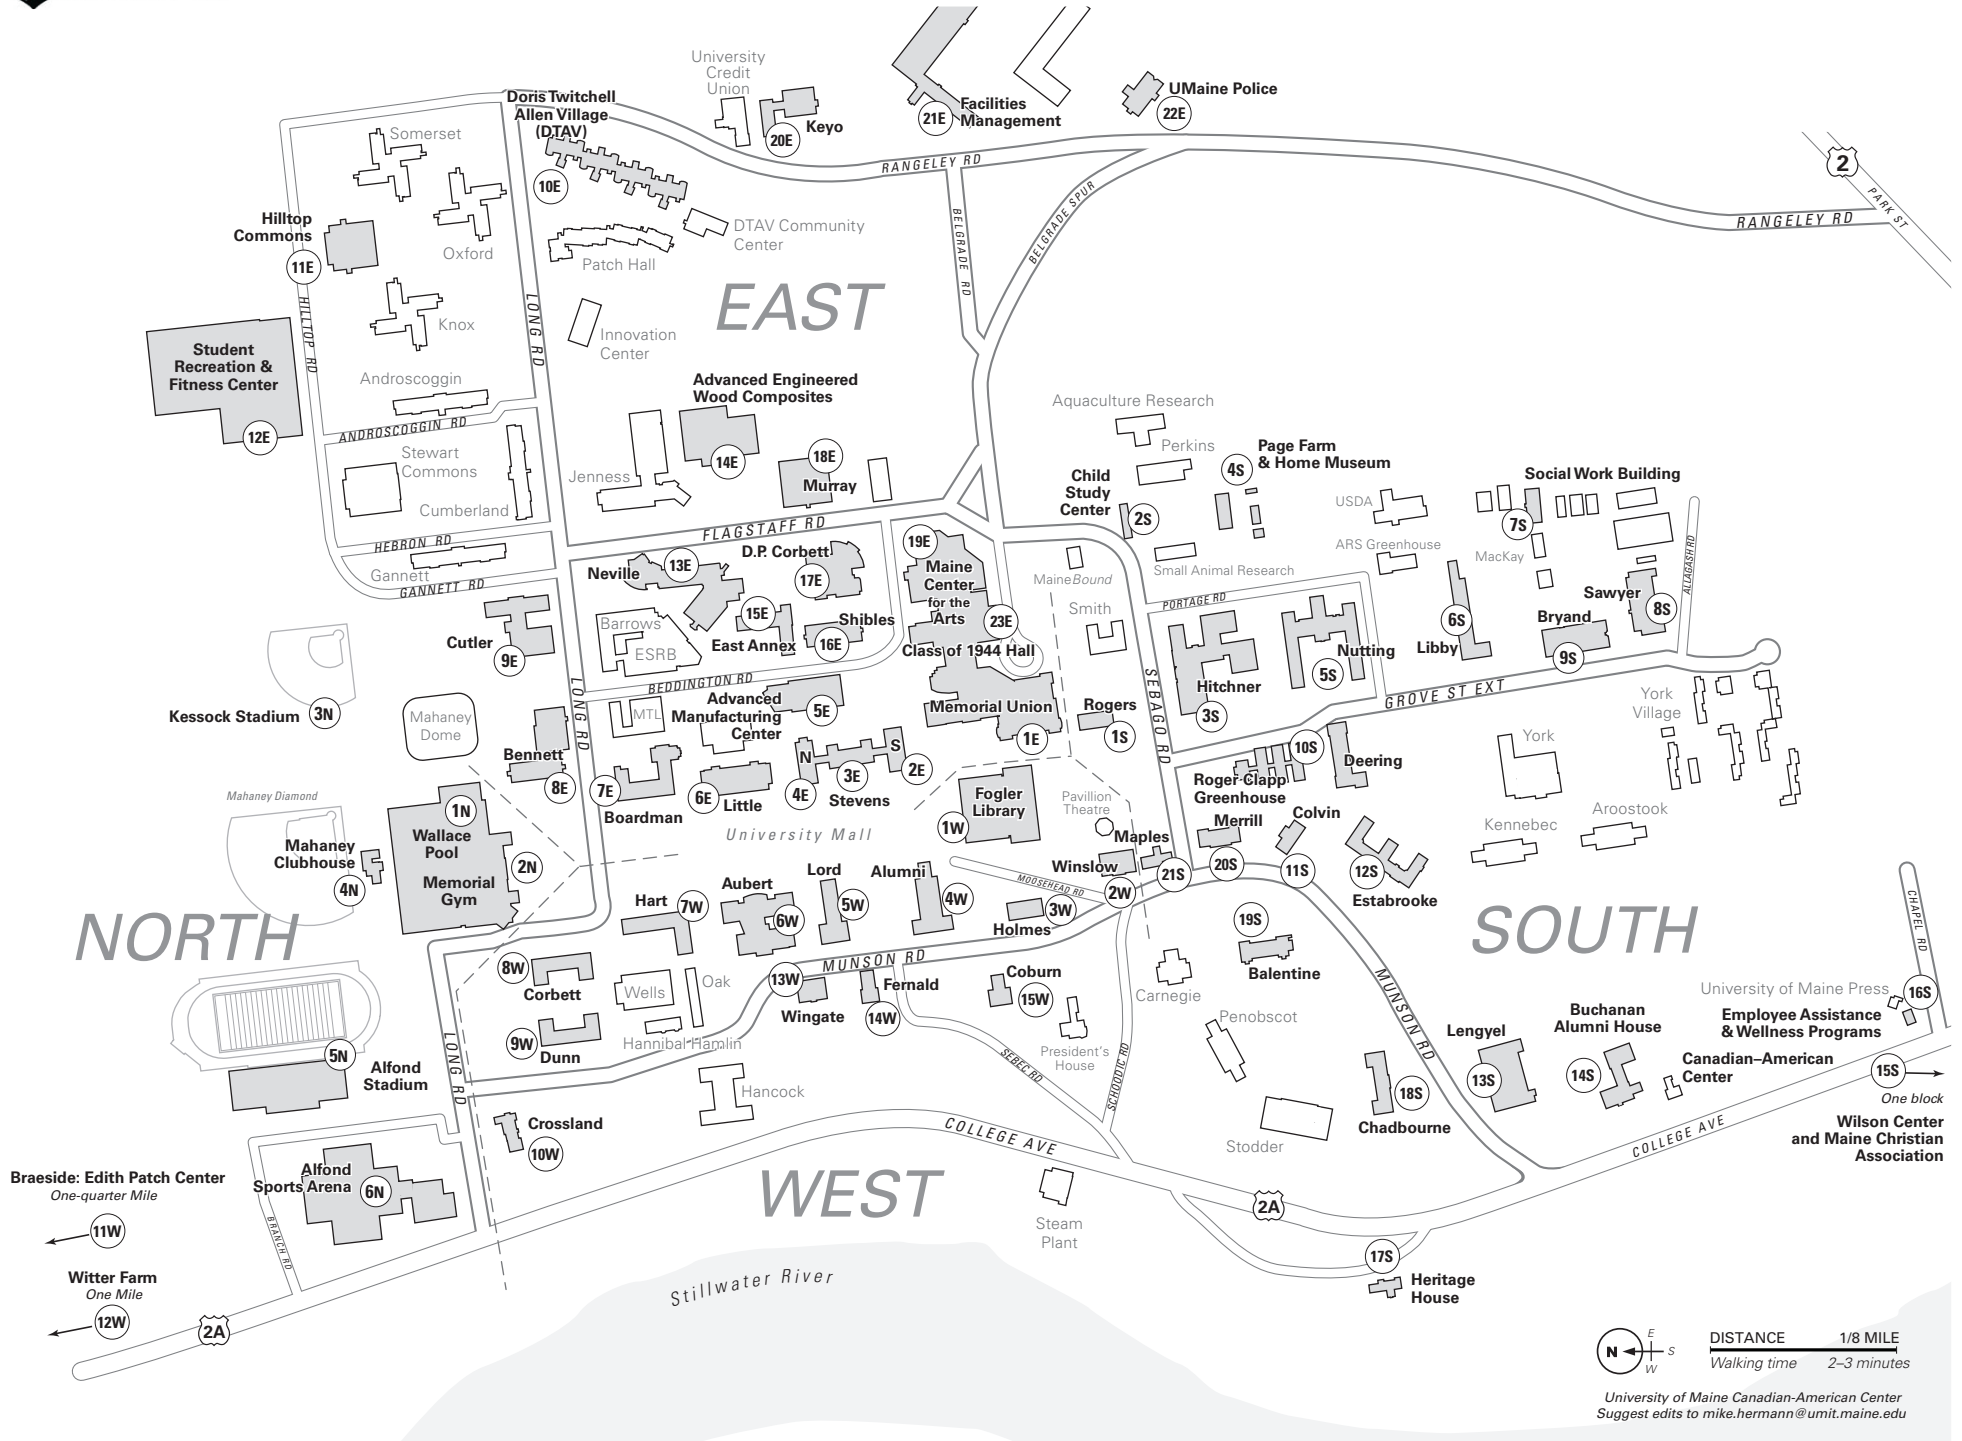 University
Credit
Union
Doris Twitchell
Allen Village
(DTAV)
10E
20E
Keyo
21E
Facilities
Management
UMaine Police
22E
RANGELEY RD
RANGELEY RD
2
PARK ST
BELGRADE RD
BELGRADE SPUR
Somerset
Oxford
Hilltop
Commons
11E
HILLTOP RD
Knox
LONG RD
DTAV Community
Center
Patch Hall
Innovation
Center
EAST
Student
Recreation &
Fitness Center
12E
Androscoggin
ANDROSCOGGIN RD
Stewart
Commons
Cumberland
HEBRON RD
Gannett
GANNETT RD
Advanced Engineered
Wood Composites
14E
18E
Murray
Jenness
FLAGSTAFF RD
Aquaculture Research
Perkins
4S
Page Farm
& Home Museum
Child
Study
Center
2S
USDA
Social Work Building
7S
MacKay
ARS Greenhouse
Small Animal Research
MaineBound
Smith
PORTAGE RD
ALLAGASH RD
Neville
13E
D.P. Corbett
17E
19E
Maine
Center
for the
Arts
23E
Class of 1944 Hall
15E
East Annex
Shibles
16E
Barrows
ESRB
BEDDINGTON RD
Cutler
9E
Kessock Stadium
3N
Mahaney
Dome
LONG RD
MTL
Advanced
Manufacturing
Center
5E
Memorial Union
1E
Rogers
1S
SEBAGO RD
Hitchner
3S
Nutting
5S
6S
Libby
Bryand
9S
Sawyer
8S
GROVE ST EXT
York
Village
York
Bennett
8E
7E
Boardman
6E
Little
N
4E
3E
Stevens
S
2E
University Mall
Fogler
Library
1W
Pavillion
Theatre
Roger Clapp
Greenhouse
10S
Deering
Colvin
Merrill
Maples
Winslow
2W
21S
20S
11S
12S
Estabrooke
Kennebec
Aroostook
Mahaney Diamond
Mahaney
Clubhouse
4N
1N
Wallace
Pool
2N
Memorial
Gym
NORTH
Hart
7W
Aubert
6W
Lord
5W
Alumni
4W
MOOSEHEAD RD
3W
Holmes
MUNSON RD
8W
Corbett
9W
Dunn
Wells
Oak
Hannibal Hamlin
13W
Wingate
Fernald
14W
Coburn
15W
President's
House
Carnegie
19S
Balentine
Penobscot
SOUTH
MUNSON RD
CHAPEL RD
University of Maine Press
16S
Employee Assistance
& Wellness Programs
Buchanan
Alumni House
14S
Lengyel
13S
Canadian–American
Center
15S
One block
Wilson Center
and Maine Christian
Association
5N
Alfond
Stadium
LONG RD
Crossland
10W
Hancock
SEBEC RD
SCHOODIC RD
COLLEGE AVE
COLLEGE AVE
18S
Chadbourne
Stodder
Alfond
Sports Arena
6N
BRANCH RD
Braeside: Edith Patch Center
One-quarter Mile
11W
Witter Farm
One Mile
12W
2A
WEST
Stillwater River
Steam
Plant
2A
17S
Heritage
House
N
E
S
W
DISTANCE 1/8 MILE
Walking time 2–3 minutes
University of Maine Canadian-American Center
Suggest edits to mike.hermann@umit.maine.edu